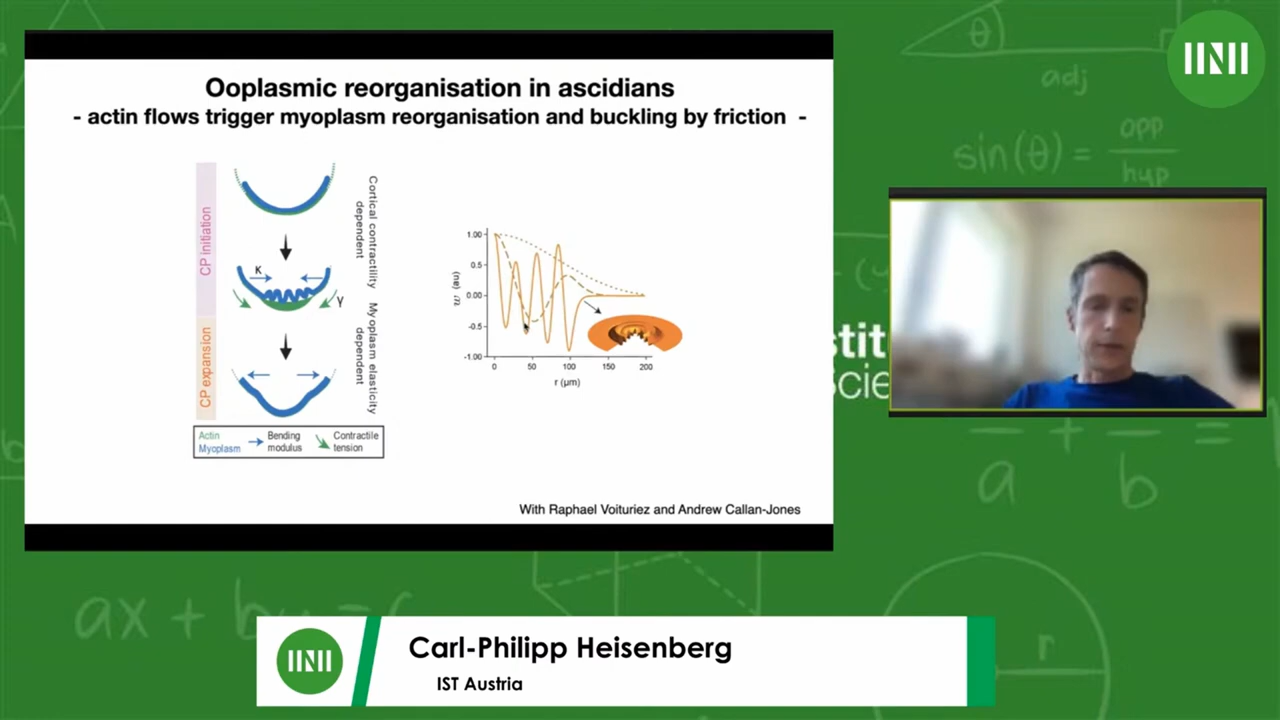 Ooplasmic reorganisation in ascidians
- actin flows trigger myoplasm reorganisation and buckling by friction -
CP initiation
CP expansion
κ
γ
Cortical contractility
dependent
Myoplasm elasticity
dependent
Actin
Myoplasm
Bending
modulus
Contractile
tension
u (au)
1.00
0.5
0.00
-0.5
-1.00
0
50
100
150
200
r (µm)
With Raphael Voituriez and Andrew Callan-Jones
θ
adj
sin(θ) =
opp
hyp
a
+
b
=
r
Carl-Philipp Heisenberg
IST Austria